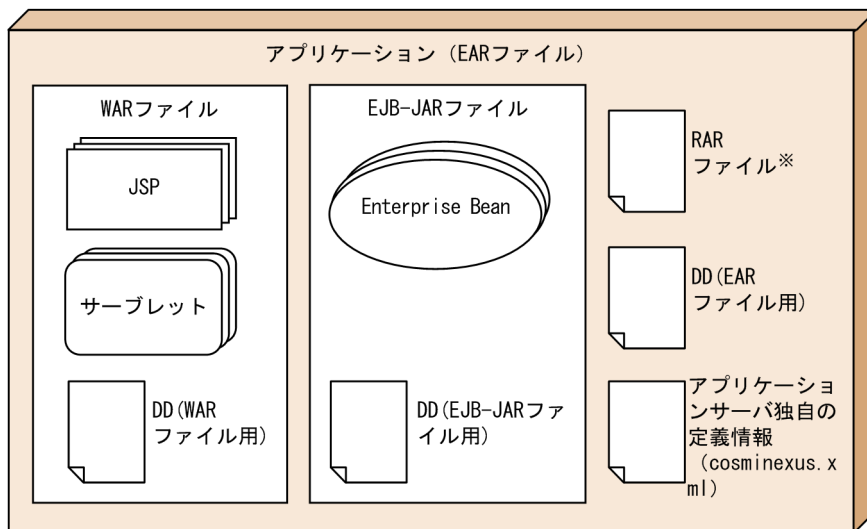 アプリケーション（EARファイル）
WARファイル
JSP
サーブレット
DD(WAR
ファイル用)
EJB-JARファイル
Enterprise Bean
DD(EJB-JARファ
イル用)
RAR
ファイル※
DD(EAR
ファイル用)
アプリケーショ
ンサーバ独自の
定義情報
（cosminexus.x
ml）